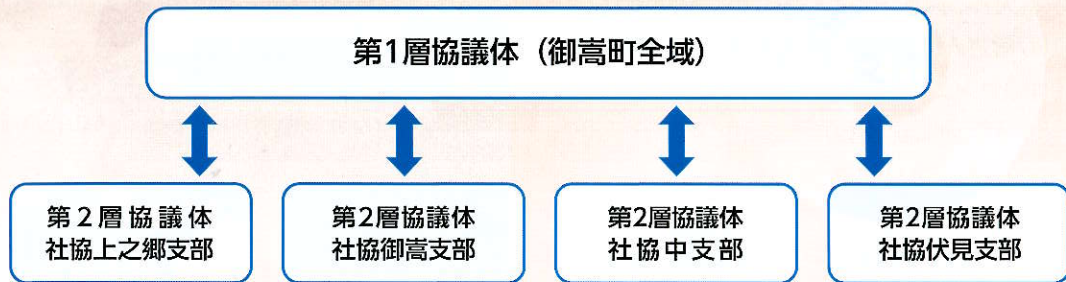 第1層協議体（御嵩町全域）
第２層協議体
社協上之郷支部
第2層協議体
社協御嵩支部
第2層協議体
社協中支部
第2層協議体
社協伏見支部